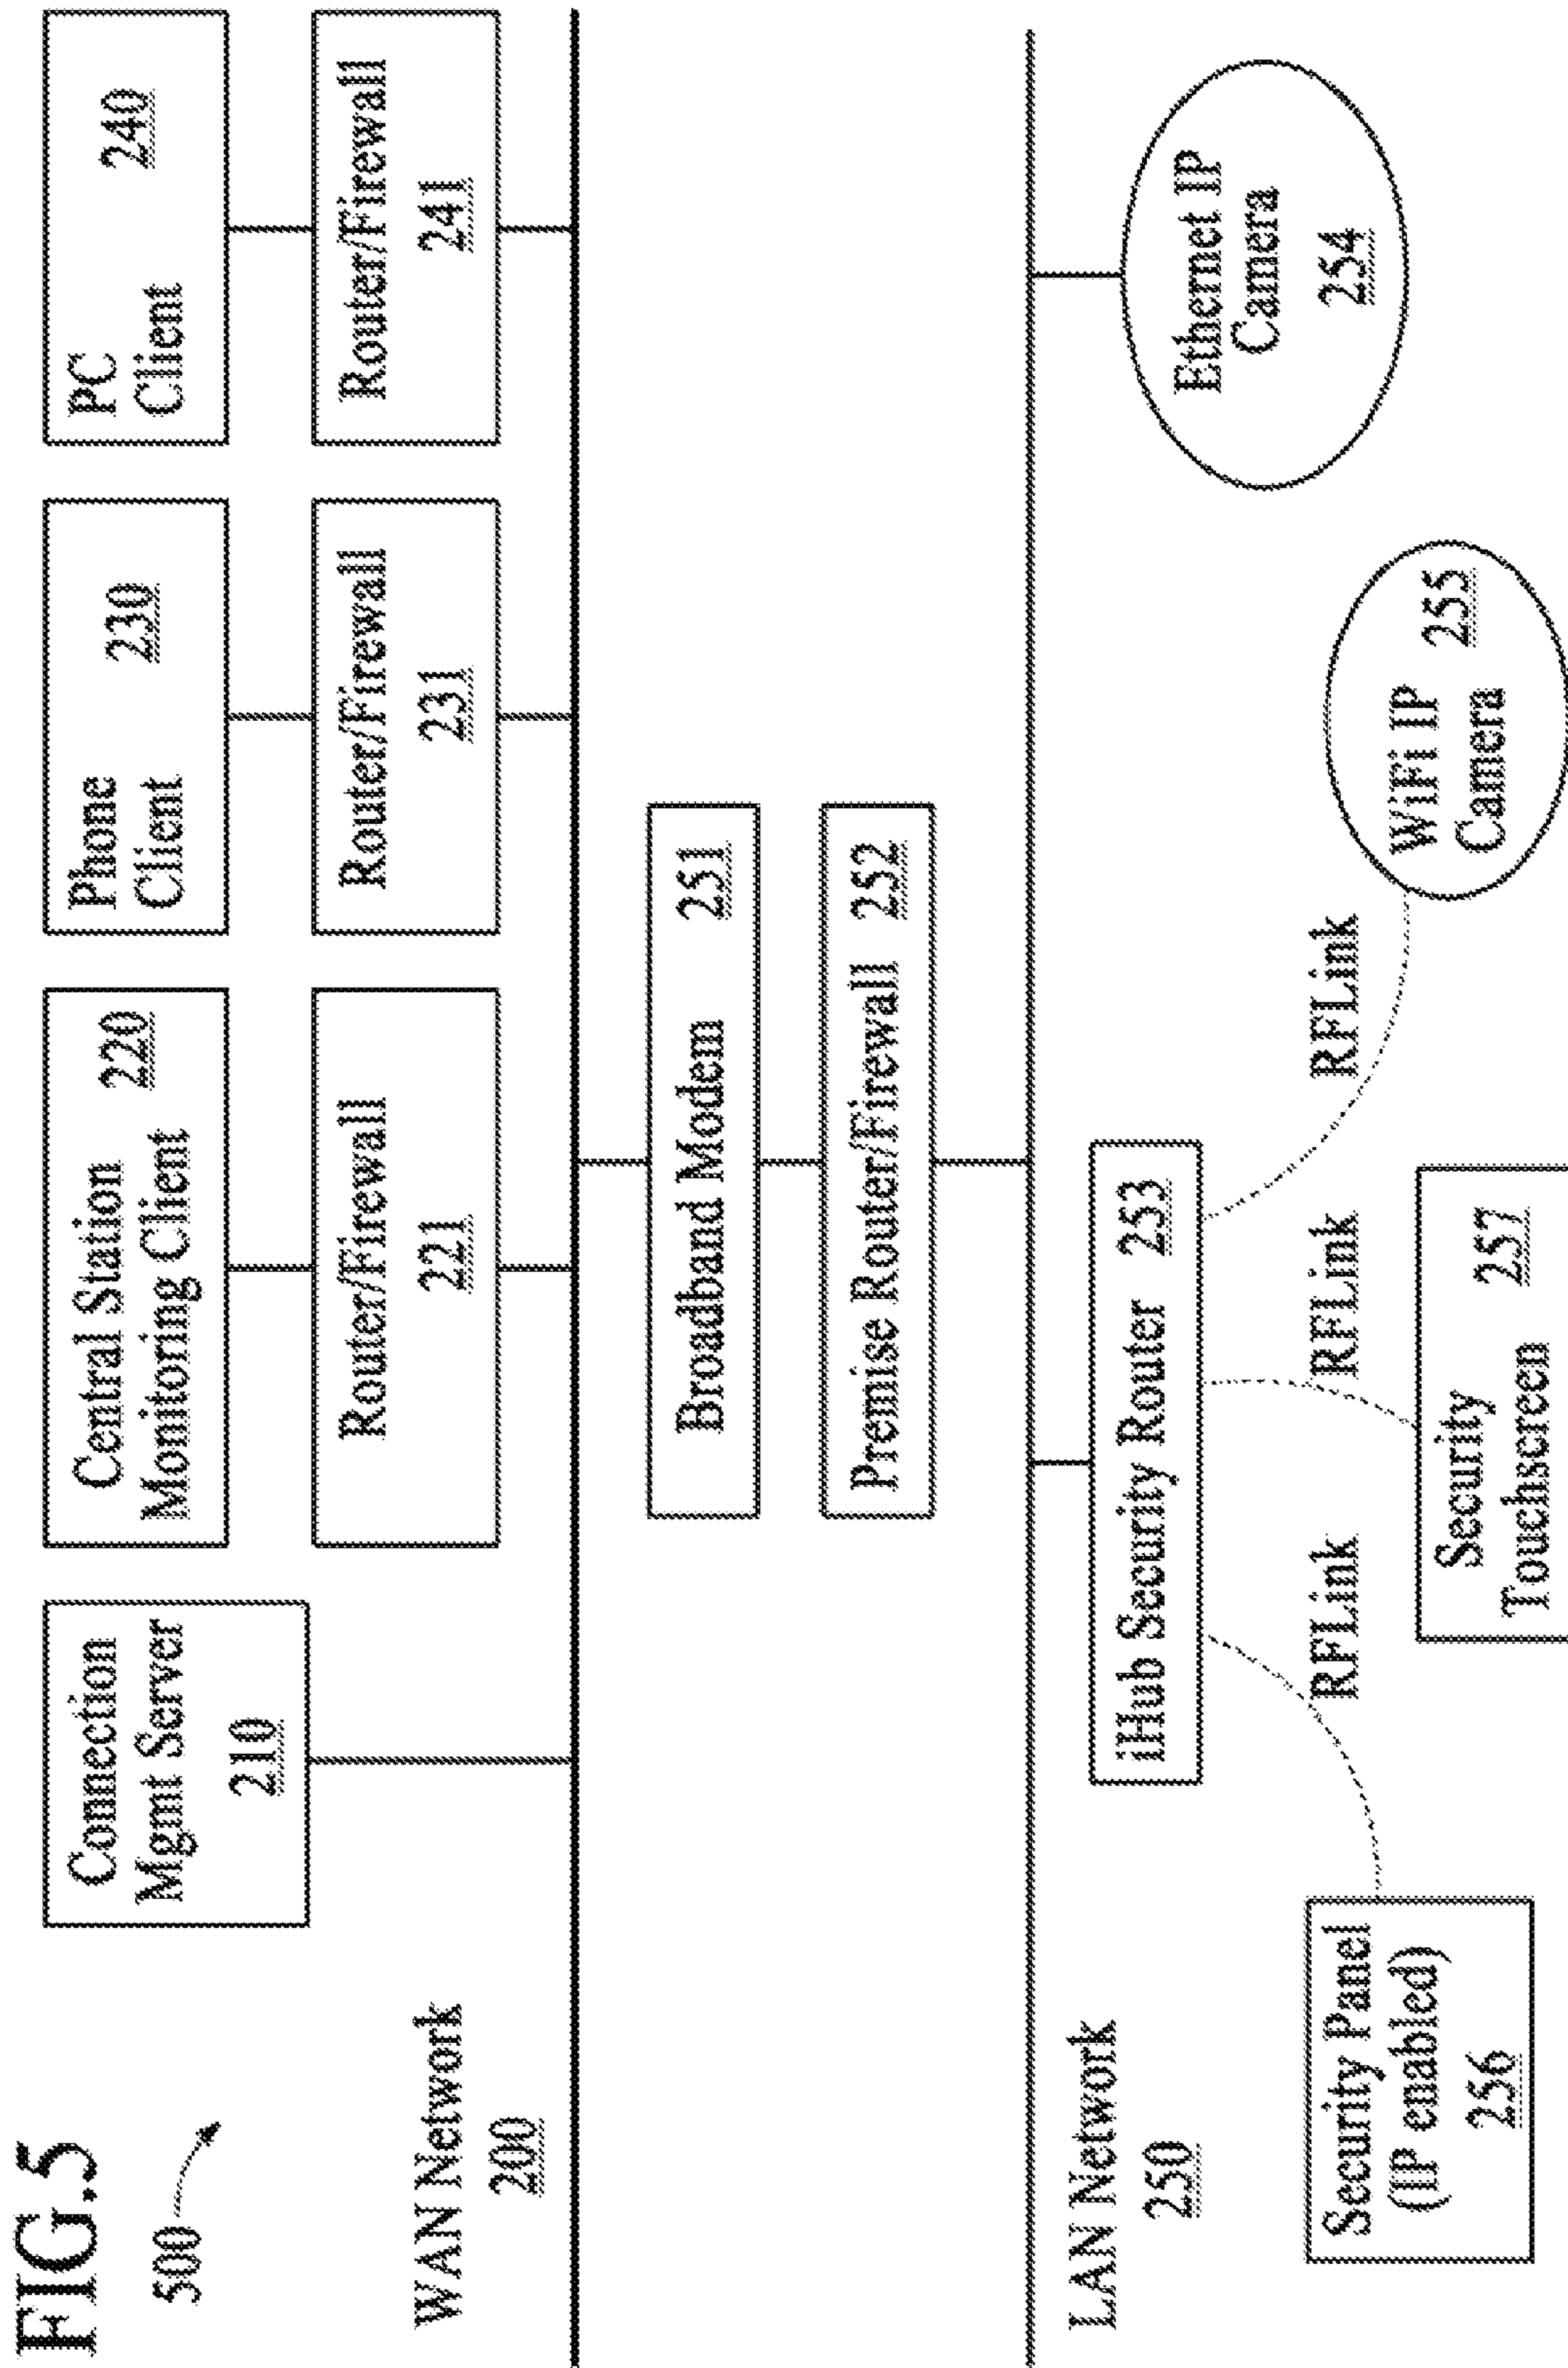 FIG.5
500
Connection
Mgmt Server
210
Central Station
Monitoring Client
220
Phone
Client
230
PC
Client
240
Router/Firewall
221
Router/Firewall
231
Router/Firewall
241
WAN Network
200
Broadband Modem 251
Premise Router/Firewall 252
LAN Network
250
iHub Security Router 253
Ethernet IP
Camera
254
RFLink
RFLink
RFLink
Security Panel
(IP enabled)
256
Security
Touchscreen
257
WiFi IP
Camera
255